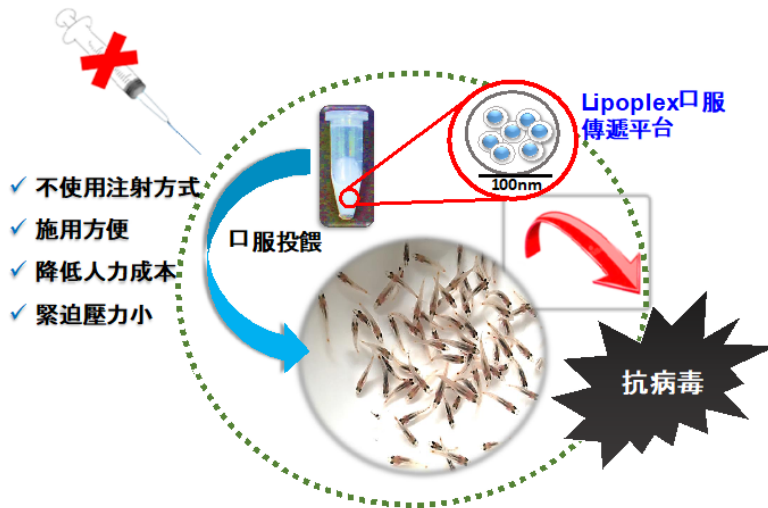 Lipoplex口服
傳遞平台
100nm
不使用注射方式
施用方便
降低人力成本
緊迫壓力小
口服投餵
抗病毒